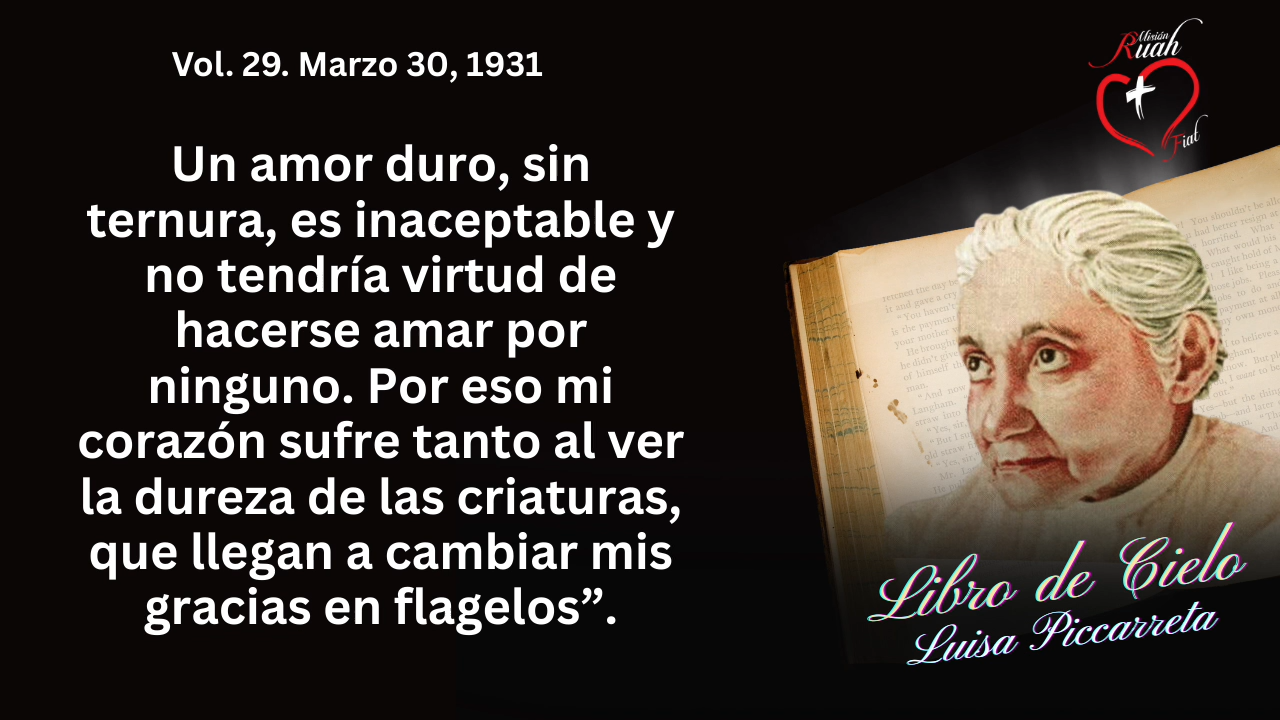 Vol. 29. Marzo 30, 1931
Misión
Ruah
Fiat
Un amor duro, sin
ternura, es inaceptable y
no tendría virtud de
hacerse amar por
ninguno. Por eso mi
corazón sufre tanto al ver
la dureza de las criaturas,
que llegan a cambiar mis
gracias en flagelos”.
Libro de Cielo
Luisa Piccarreta